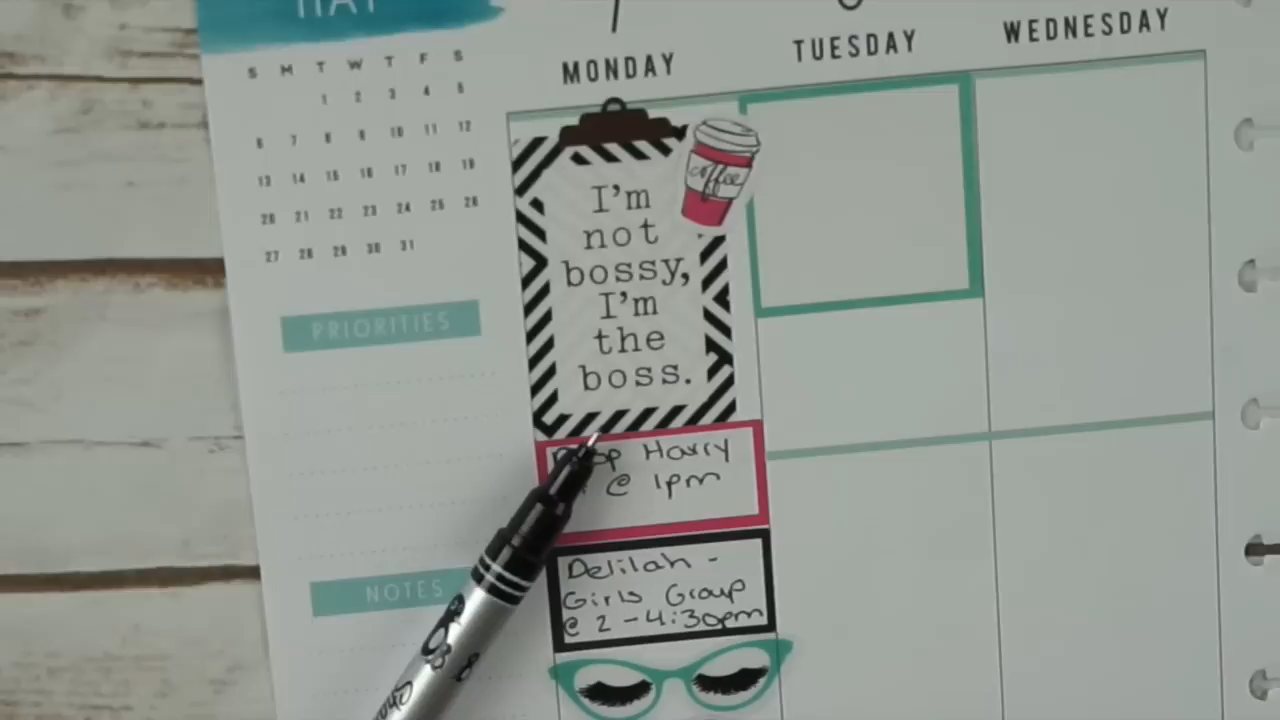 MAY
S M T W T F S
1 2 3 4 5
6 7 8 9 10 11 12
13 14 15 16 17 18 19
20 21 22 23 24 25 26
27 28 29 30 31
PRIORITIES
NOTES
7
MONDAY
TUESDAY
WEDNESDAY
coffee
I'm
not
bossy,
I'm
the
boss.
Harry
@ 1pm
Delilah -
Girls Group
@ 2 - 4:30pm